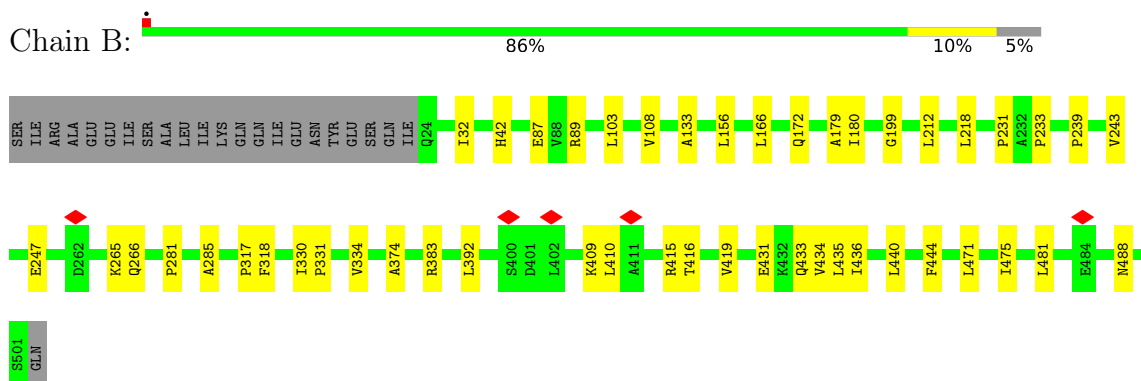 •
Chain B:
86% 10% 5%
SER ILE ARG ALA GLU GLU ILE SER ALA LEU ILE LYS GLN GLN ILE GLU ASN TYR GLU SER GLN ILE Q24 I32 H42 E87 V88 R89 L103 V108 A133 L156 L166 Q172 A179 I180 G199 L212 L218 P231 A232 P233 P239 V243
E247 D262 K265 Q266 P281 A285 P317 F318 I330 P331 V334 A374 R383 L392 S400 D401 L402 K409 L410 A411 R415 T416 V419 E431 K432 Q433 V434 L435 I436 L440 F444 L471 I475 L481 E484 N488
S501 GLN